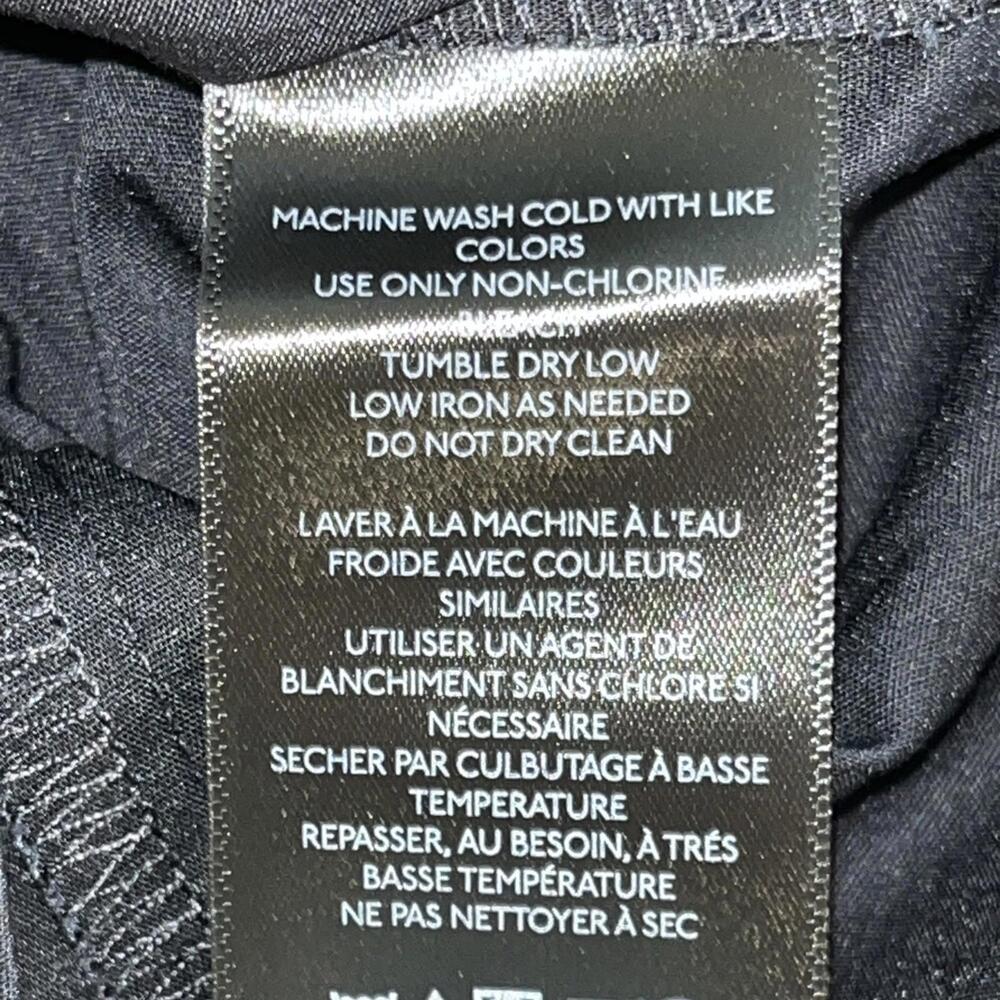 MACHINE WASH COLD WITH LIKE
COLORS
USE ONLY NON-CHLORINE
BLEACH
TUMBLE DRY LOW
LOW IRON AS NEEDED
DO NOT DRY CLEAN
LAVER À LA MACHINE À L'EAU
FROIDE AVEC COULEURS
SIMILAIRES
UTILISER UN AGENT DE
BLANCHIMENT SANS CHLORE SI
NÉCESSAIRE
SECHER PAR CULBUTAGE À BASSE
TEMPERATURE
REPASSER, AU BESOIN, À TRÉS
BASSE TEMPÉRATURE
NE PAS NETTOYER À SEC